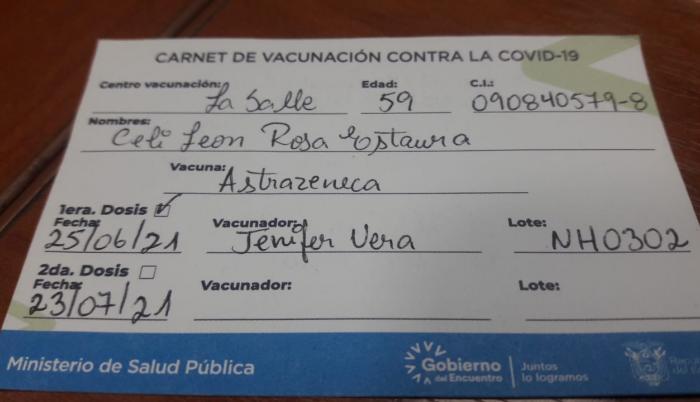 CARNET DE VACUNACIÓN CONTRA LA COVID-19
Centro vacunación: La Salle Edad: 59 C.I.: 090840579-8
Nombres: Celi Leon Rosa Estaura
Vacuna: Astrazeneca
1era. Dosis
Fecha: 25/06/21 Vacunador: Jenifer Vera Lote: NH0302
2da. Dosis
Fecha: 23/07/21 Vacunador: Lote:
Ministerio de Salud Pública
Gobierno del Encuentro
Juntos lo logramos